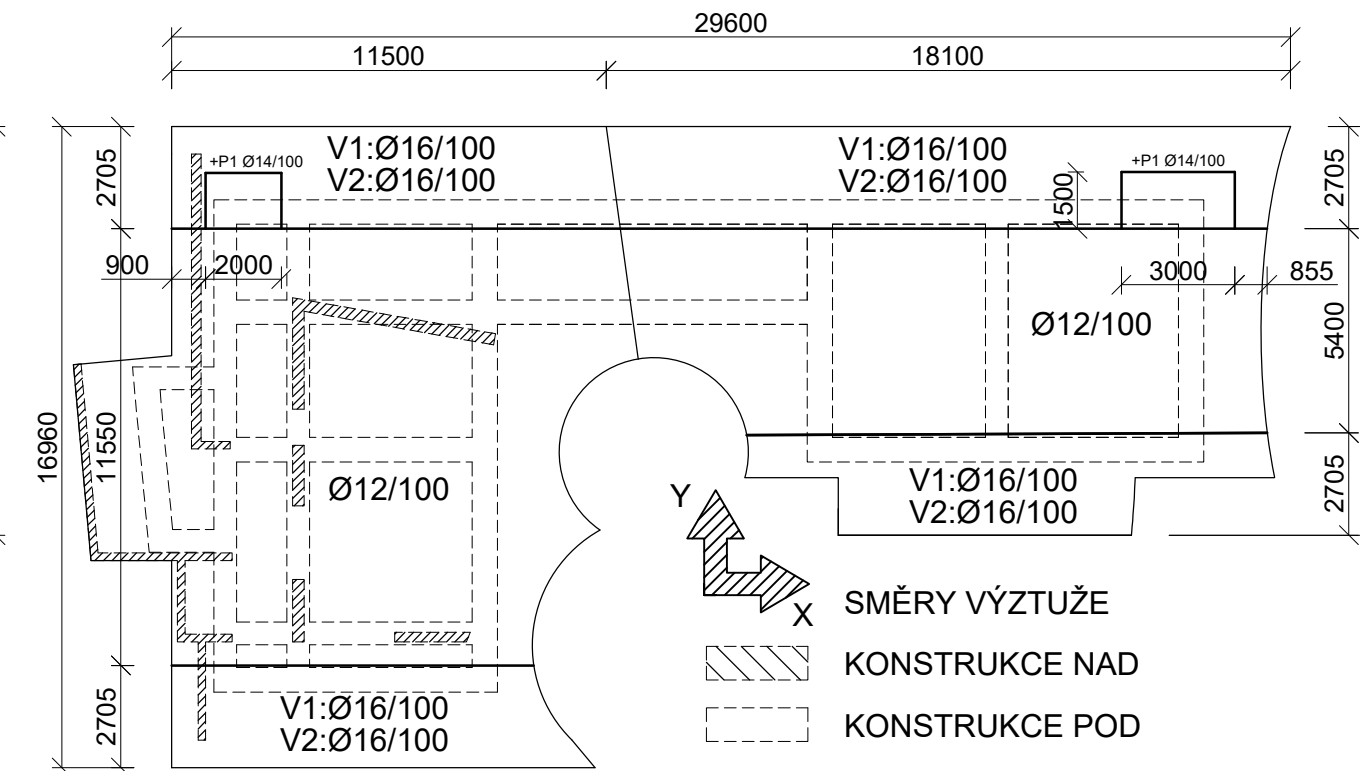 29600
11500
18100
V1:Ø16/100
V2:Ø16/100
V1:Ø16/100
V2:Ø16/100
+P1 Ø14/100
+P1 Ø14/100
2705
1500
2705
900
2000
3000
855
Ø12/100
5400
16960
11550
Ø12/100
V1:Ø16/100
V2:Ø16/100
2705
Y
X
SMĚRY VÝZTUŽE
KONSTRUKCE NAD
2705
V1:Ø16/100
V2:Ø16/100
KONSTRUKCE POD